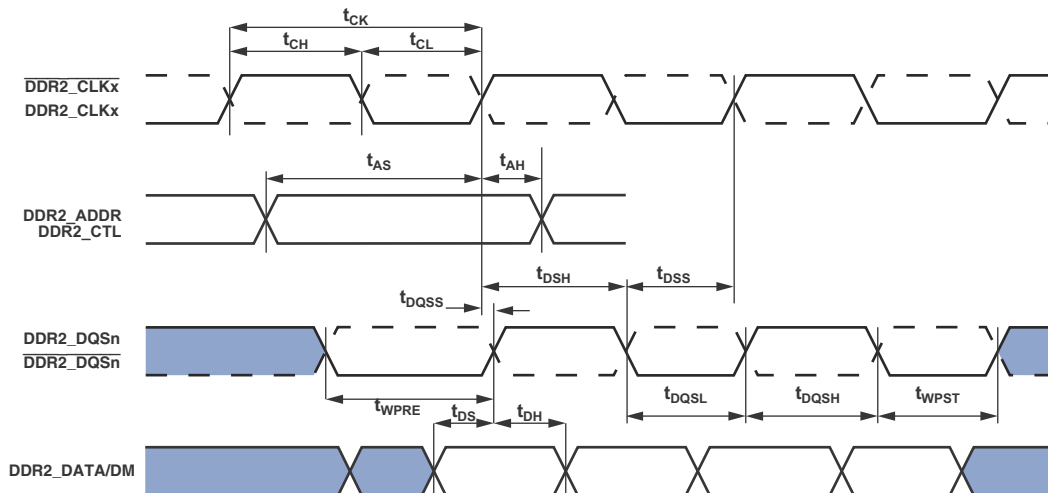 tCK
tCH
tCL
DDR2_CLKx
DDR2_CLKx
tAS
tAH
DDR2_ADDR
DDR2_CTL
tDSH
tDSS
tDQSS
DDR2_DQSn
DDR2_DQSn
tWPRE
tDQSL
tDQSH
tWPST
tDS
tDH
DDR2_DATA/DM